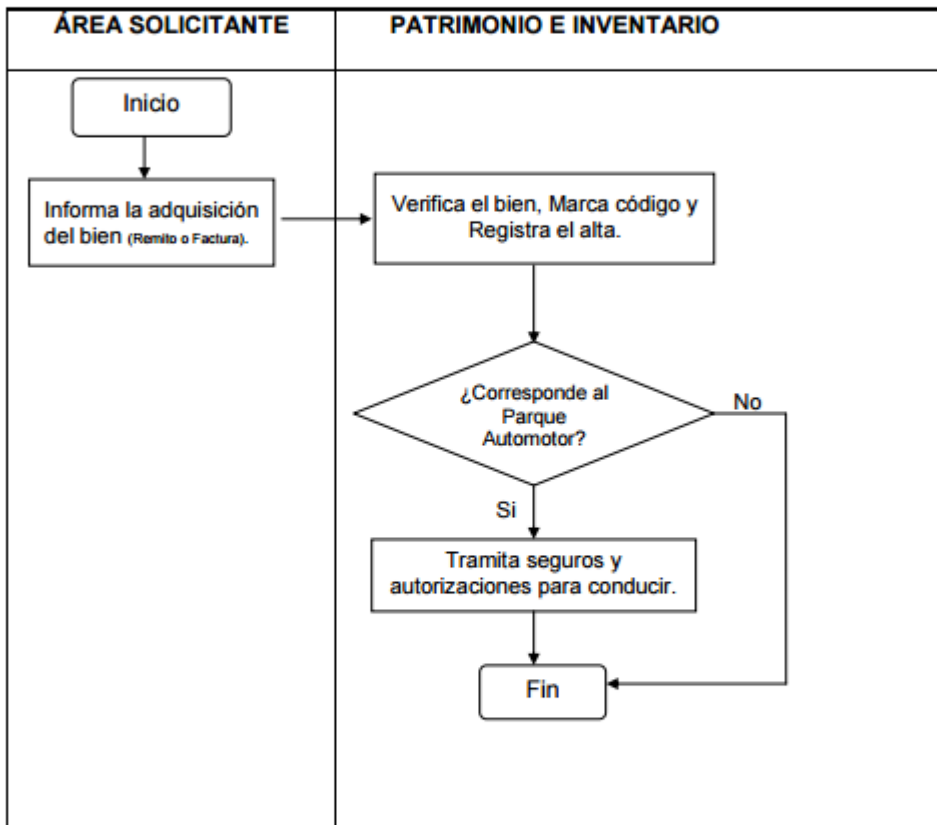 ÁREA SOLICITANTE
PATRIMONIO E INVENTARIO
Inicio
Informa la adquisición
del bien (Remito o Factura).
Verifica el bien, Marca código y
Registra el alta.
¿Corresponde al
Parque
Automotor?
No
Si
Tramita seguros y
autorizaciones para conducir.
Fin